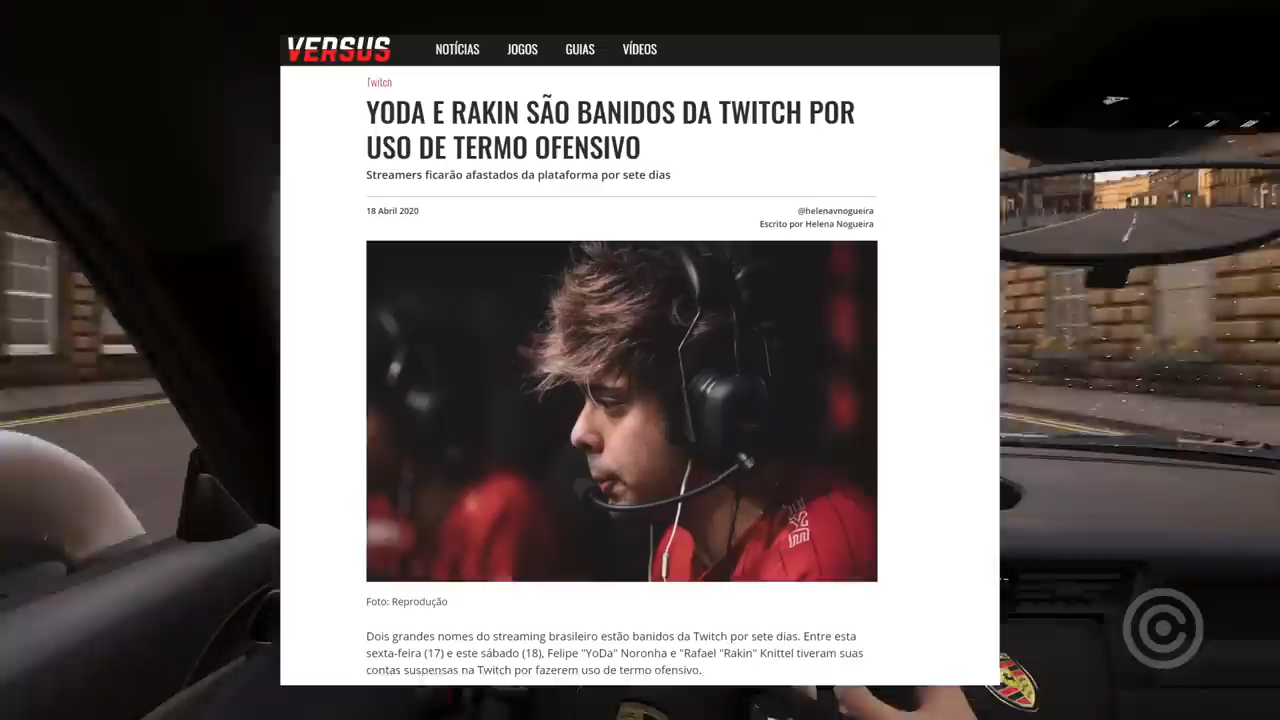 VERSUS NOTÍCIAS JOGOS GUIAS VÍDEOS
Twitch
YODA E RAKIN SÃO BANIDOS DA TWITCH POR
USO DE TERMO OFENSIVO
Streamers ficarão afastados da plataforma por sete dias
18 Abril 2020 @helenavnogueira
Escrito por Helena Nogueira
Foto: Reprodução
Dois grandes nomes do streaming brasileiro estão banidos da Twitch por sete dias. Entre esta
sexta-feira (17) e este sábado (18), Felipe "YoDa" Noronha e "Rafael "Rakin" Knittel tiveram suas
contas suspensas na Twitch por fazerem uso de termo ofensivo.